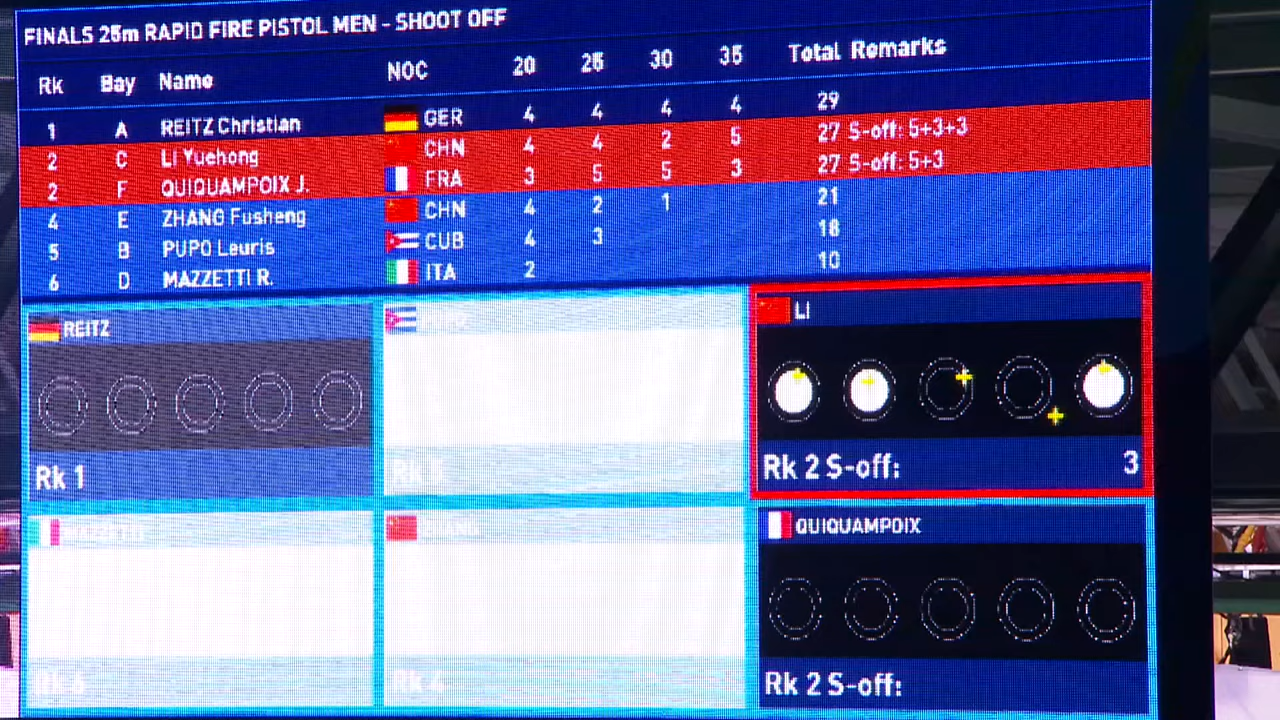 FINALS 25m RAPID FIRE PISTOL MEN - SHOOT OFF
Rk Bay Name NOC 20 25 30 35 Total Remarks
1 A REITZ Christian GER 4 4 4 4 29
2 C LI Yuehong CHN 4 4 2 5 27 S-off: 5+3+3
2 F QUIQUAMPOIX J. FRA 3 5 5 3 27 S-off: 5+3
4 E ZHANG Fusheng CHN 4 2 1 21
5 B PUPO Leuris CUB 4 3 18
6 D MAZZETTI R. ITA 2 10
REITZ
LI
Rk 1
Rk 2 S-off: 3
QUIQUAMPOIX
Rk 4
Rk 2 S-off: